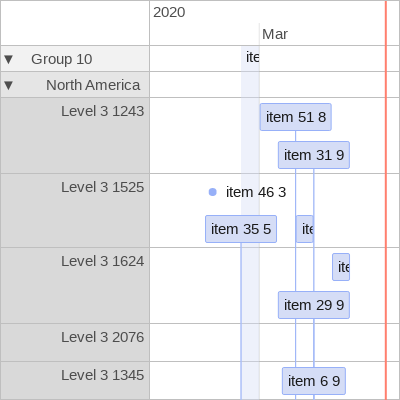 2020
Mar
▼ Group 10
ite
▼ North America
Level 3 1243
item 51 8
item 31 9
Level 3 1525
item 46 3
item 35 5
ite
Level 3 1624
ite
item 29 9
Level 3 2076
Level 3 1345
item 6 9